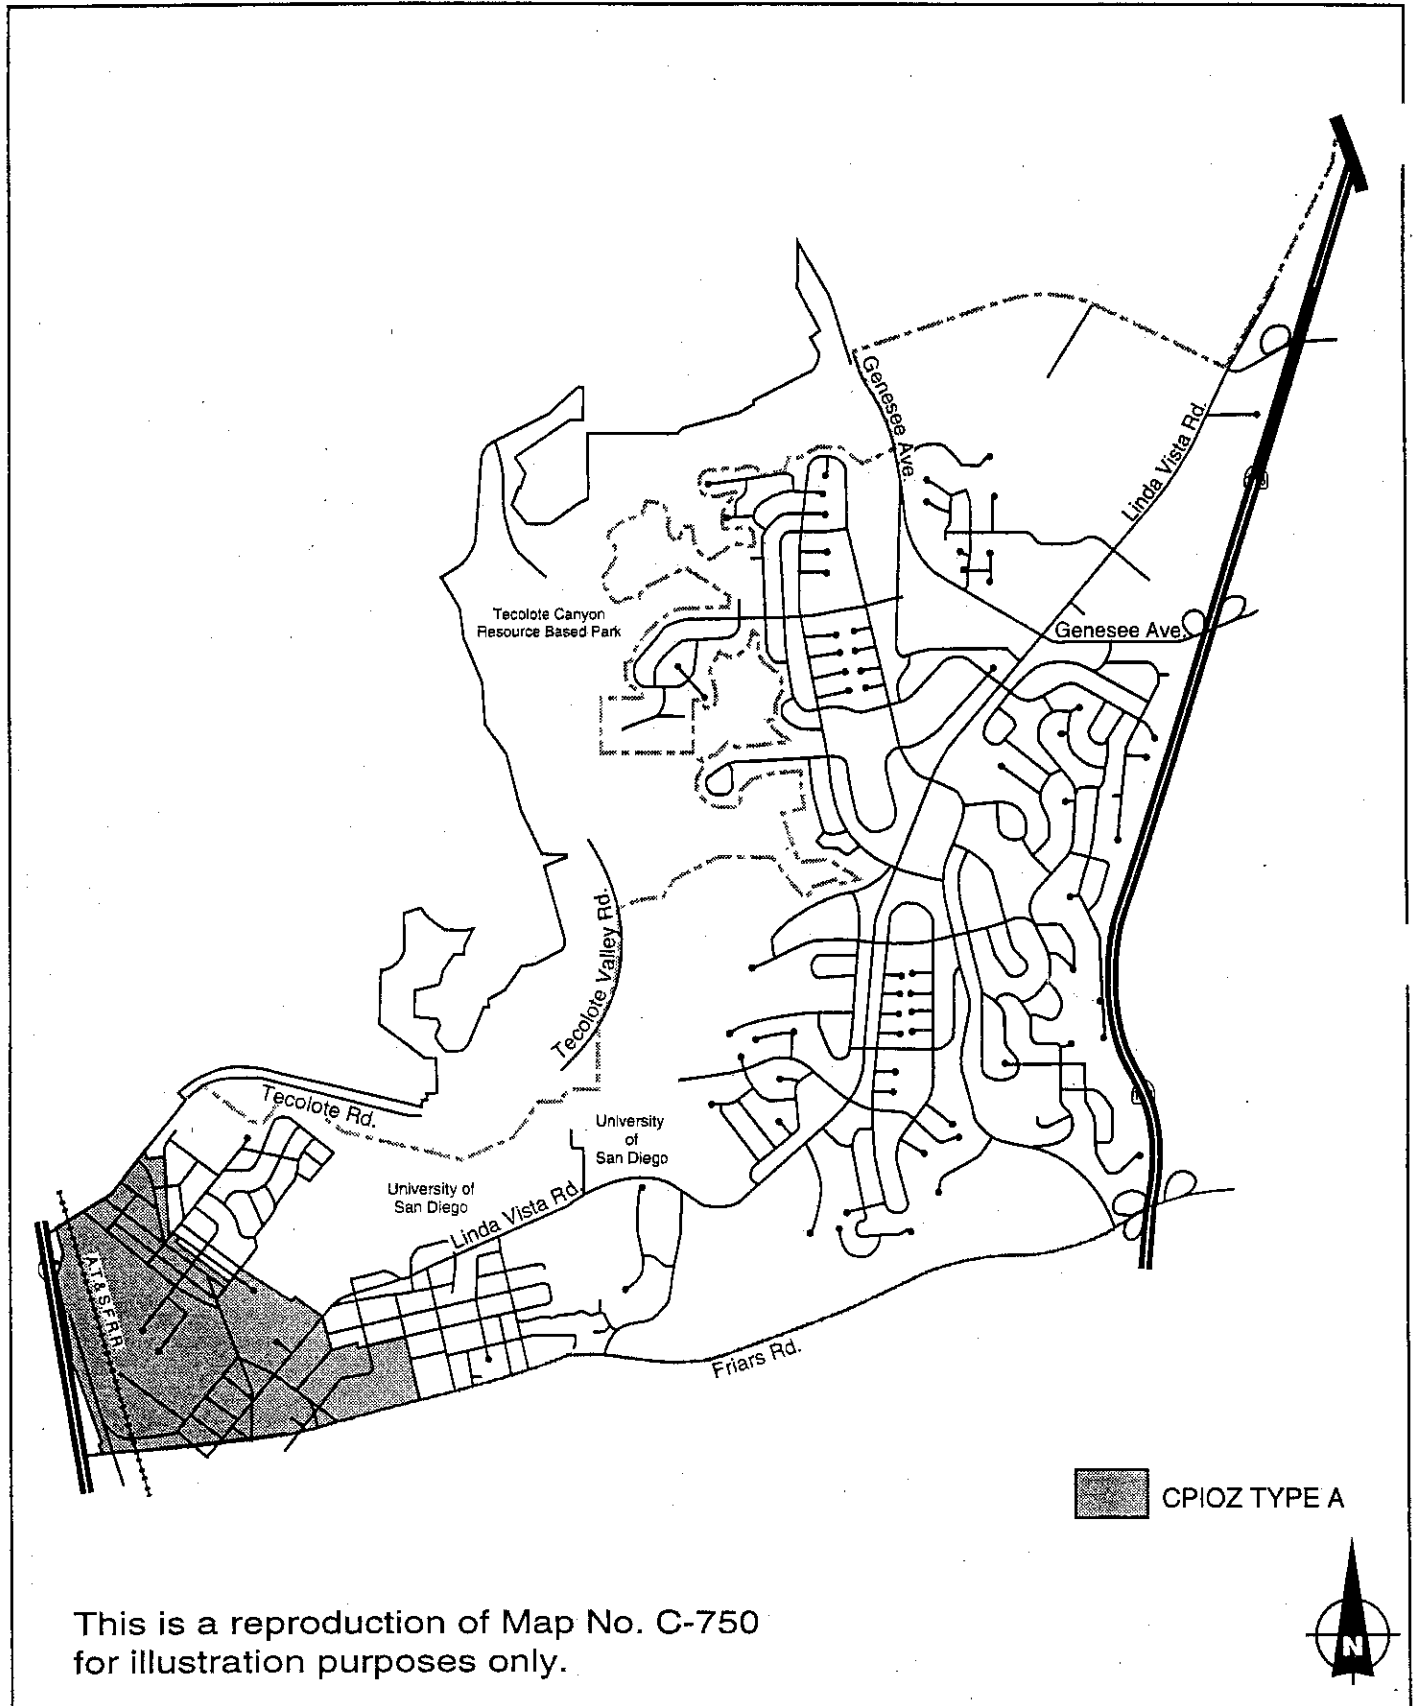 Genesee Ave.
Linda Vista Rd.
Tecolote Canyon
Resource Based Park
Genesee Ave.
Tecolote Valley Rd.
Tecolote Rd.
University
of
San Diego
University of
San Diego
Linda Vista Rd.
A.T. & S.F. R.R.
Friars Rd.
CPIOZ TYPE A
This is a reproduction of Map No. C-750
for illustration purposes only.
N